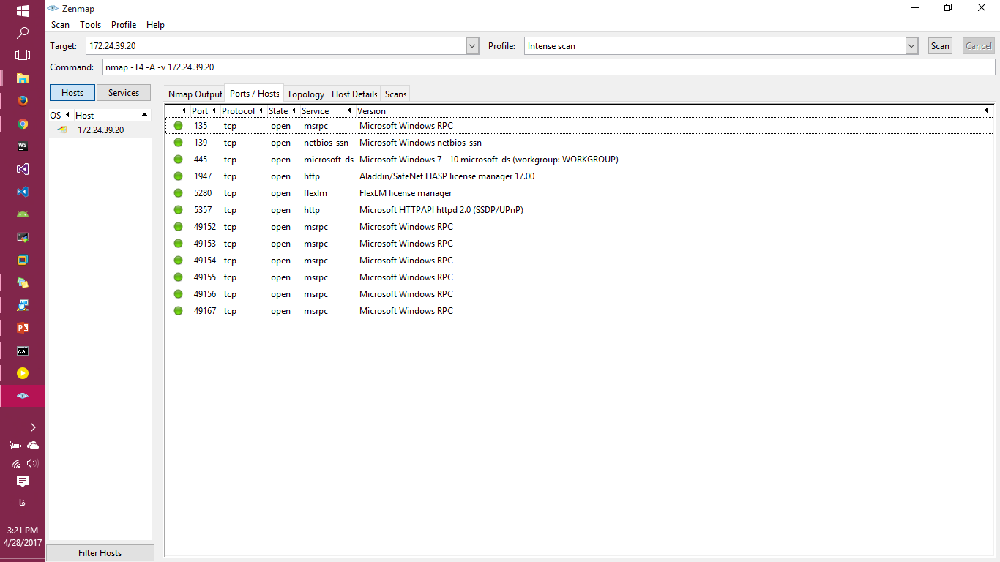 Zenmap
Scan Tools Profile Help
Target: 172.24.39.20 Profile: Intense scan Scan Cancel
Command: nmap -T4 -A -v 172.24.39.20
Hosts Services
Nmap Output Ports / Hosts Topology Host Details Scans
OS Host
172.24.39.20
Port Protocol State Service Version
135 tcp open msrpc Microsoft Windows RPC
139 tcp open netbios-ssn Microsoft Windows netbios-ssn
445 tcp open microsoft-ds Microsoft Windows 7 - 10 microsoft-ds (workgroup: WORKGROUP)
1947 tcp open http Aladdin/SafeNet HASP license manager 17.00
5280 tcp open flexlm FlexLM license manager
5357 tcp open http Microsoft HTTPAPI httpd 2.0 (SSDP/UPnP)
49152 tcp open msrpc Microsoft Windows RPC
49153 tcp open msrpc Microsoft Windows RPC
49154 tcp open msrpc Microsoft Windows RPC
49155 tcp open msrpc Microsoft Windows RPC
49156 tcp open msrpc Microsoft Windows RPC
49167 tcp open msrpc Microsoft Windows RPC
Filter Hosts
WS
P
C:\.
فا
3:21 PM
4/28/2017